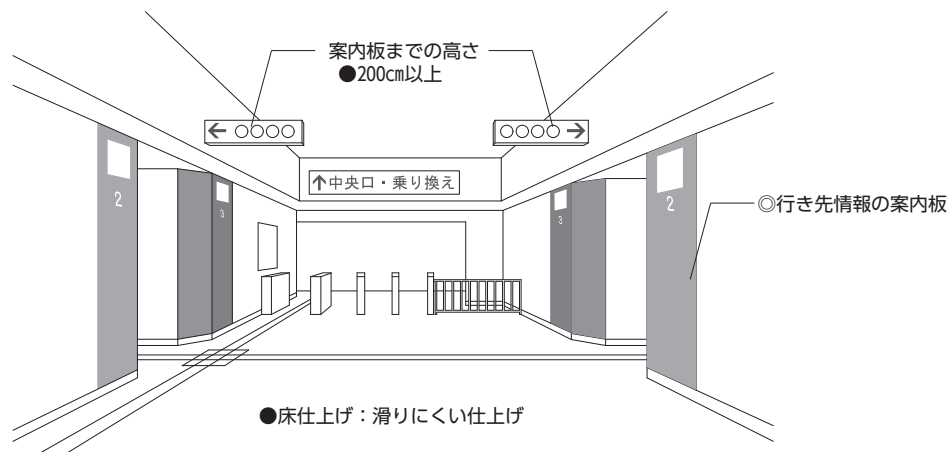 案内板までの高さ
●200cm以上
← ○○○○
○○○○ →
↑中央口・乗り換え
2
3
3
2
◎行き先情報の案内板
●床仕上げ：滑りにくい仕上げ